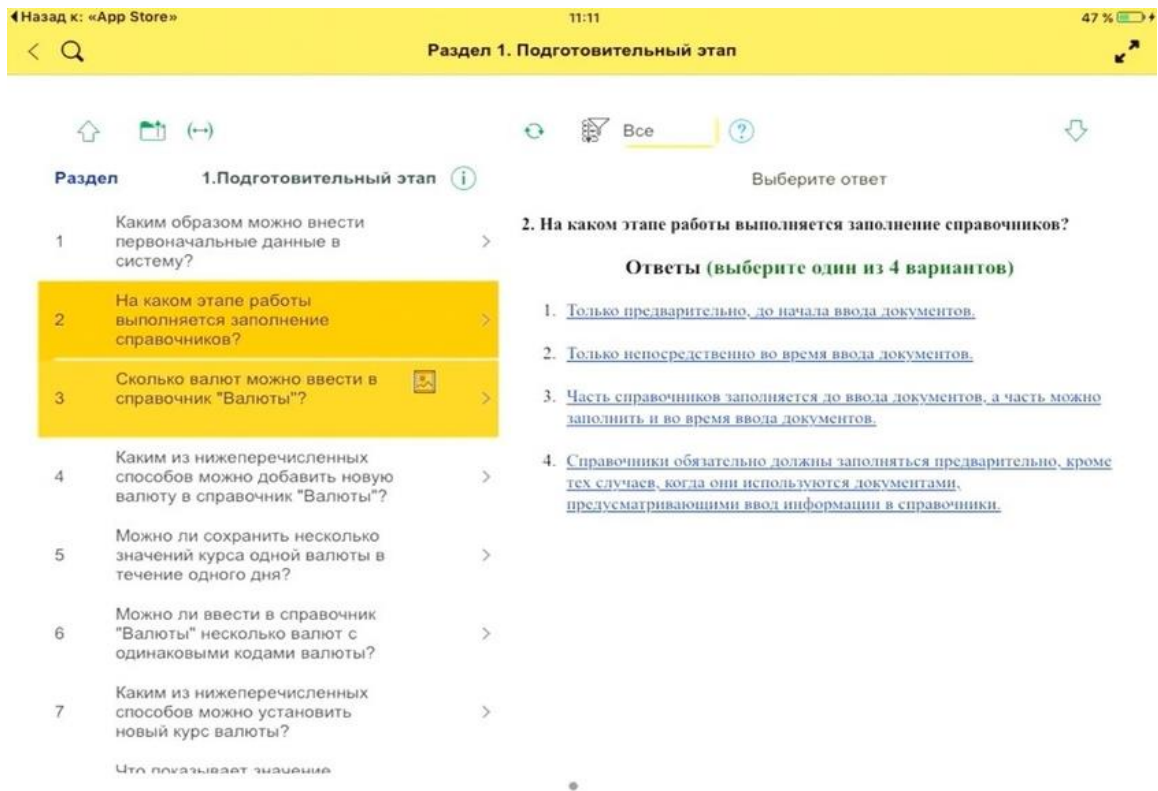 Назад к: «App Store»
11:11
47 %
Раздел 1. Подготовительный этап
Все
?
Раздел
1.Подготовительный этап
i
1
Каким образом можно внести
первоначальные данные в
систему?
2
На каком этапе работы
выполняется заполнение
справочников?
3
Сколько валют можно ввести в
справочник "Валюты"?
4
Каким из нижеперечисленных
способов можно добавить новую
валюту в справочник "Валюты"?
5
Можно ли сохранить несколько
значений курса одной валюты в
течение одного дня?
6
Можно ли ввести в справочник
"Валюты" несколько валют с
одинаковыми кодами валюты?
7
Каким из нижеперечисленных
способов можно установить
новый курс валюты?
Что показывает значение
Выберите ответ
2. На каком этапе работы выполняется заполнение справочников?
Ответы (выберите один из 4 вариантов)
1. Только предварительно, до начала ввода документов.
2. Только непосредственно во время ввода документов.
3. Часть справочников заполняется до ввода документов, а часть можно
заполнить и во время ввода документов.
4. Справочники обязательно должны заполняться предварительно, кроме
тех случаев, когда они используются документами,
предусматривающими ввод информации в справочники.